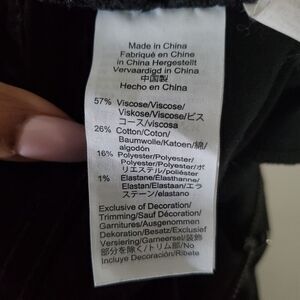 Made in China
Fabriqué en Chine
in China Hergestellt
Vervaardigd in China
中国製
Hecho en China
57% Viscose/Viscose/
Viskose/Viscose/ビス
コース/viscosa
26% Cotton/Coton/
Baumwolle/Katoen/綿/
algodón
16% Polyester/Polyester/
Polyester/Polyester/ポ
リエステル/poliéster
1% Elastane/Élasthanne/
Elastan/Elastaan/エラ
ステーン/elastano
Exclusive of Decoration/
Trimming/Sauf Décoration/
Garnitures/Ausgenommen
Dekoration/Besatz/Exclusief
Versiering/Garneersel/装飾
部分を除く/トリム部/No
Incluye Decoración/Ribete